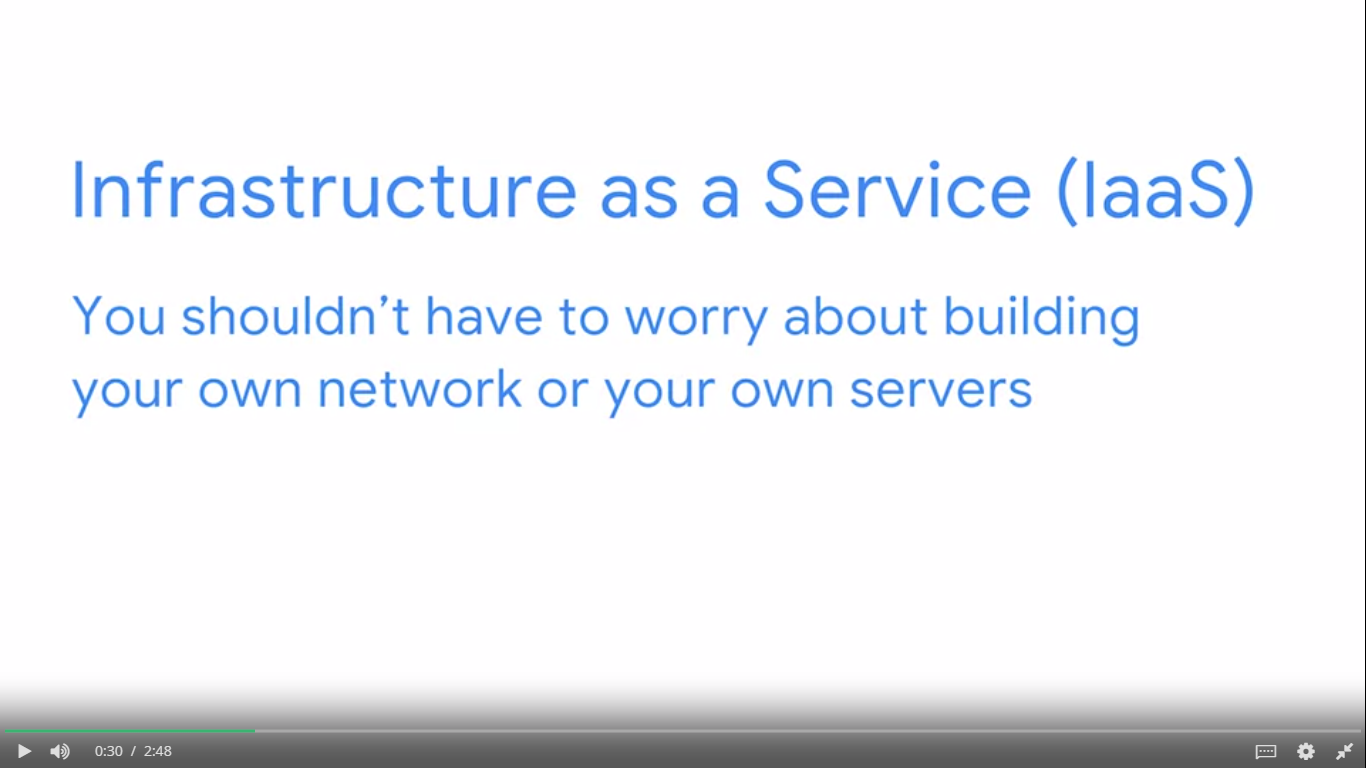 Infrastructure as a Service (IaaS)
You shouldn’t have to worry about building
your own network or your own servers
0:30 / 2:48